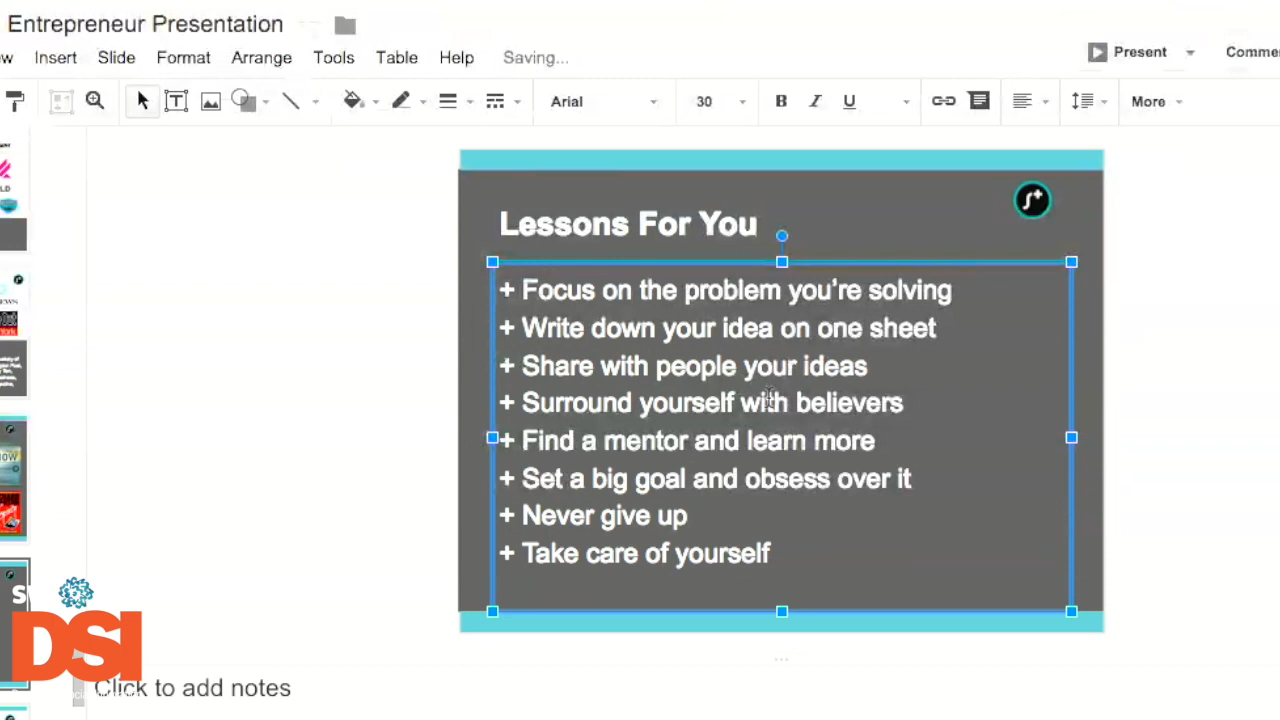 Entrepreneur Presentation
Insert Slide Format Arrange Tools Table Help Saving... Present
Arial 30 B I U More
Lessons For You
+ Focus on the problem you're solving
+ Write down your idea on one sheet
+ Share with people your ideas
+ Surround yourself with believers
+ Find a mentor and learn more
+ Set a big goal and obsess over it
+ Never give up
+ Take care of yourself
DSI
Click to add notes